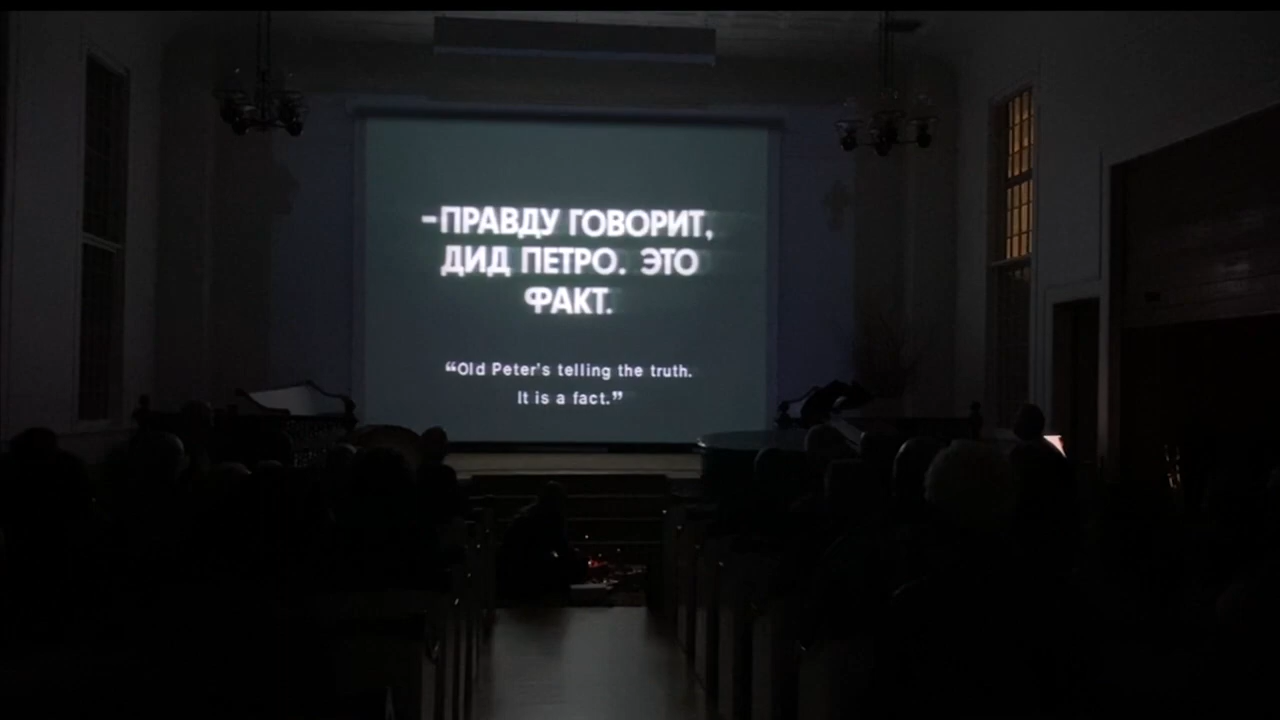 -ПРАВДУ ГОВОРИТ,
ДИД ПЕТРО. ЭТО
ФАКТ.
“Old Peter's telling the truth.
It is a fact.”